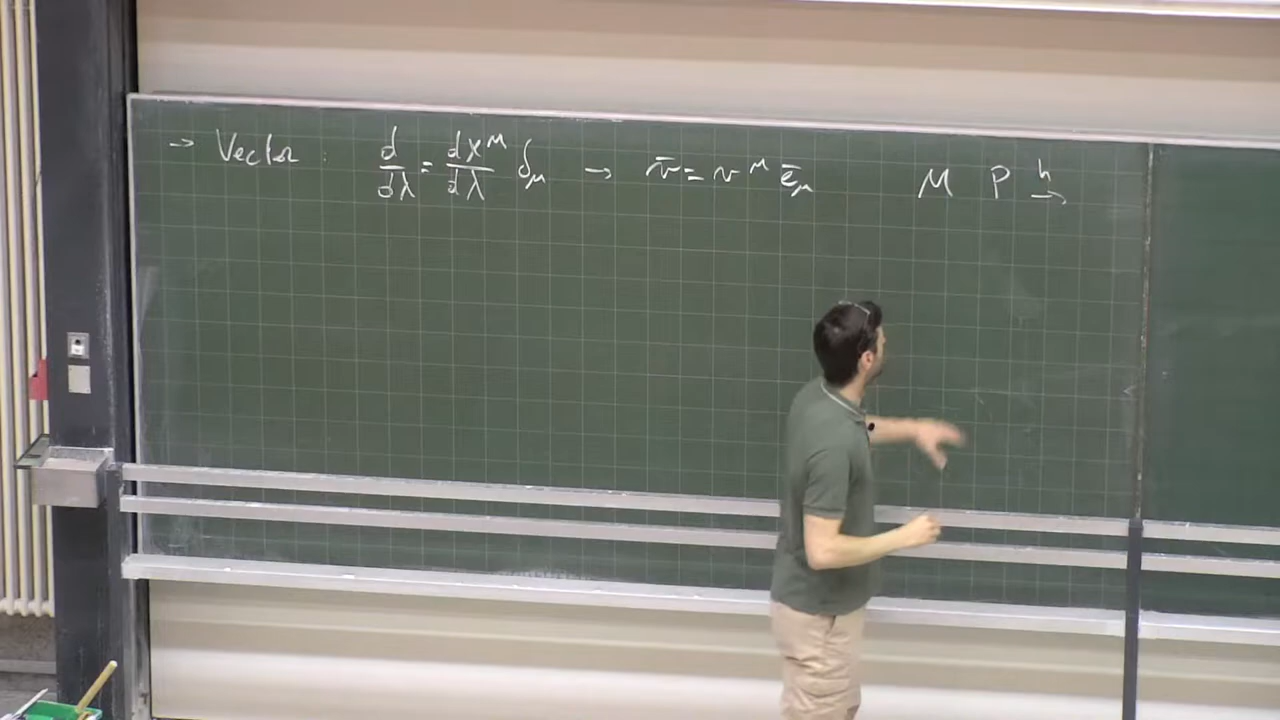 → Vector : d/dλ = dx^μ/dλ ∂_μ → v̄ = v^μ ē_μ M P h→